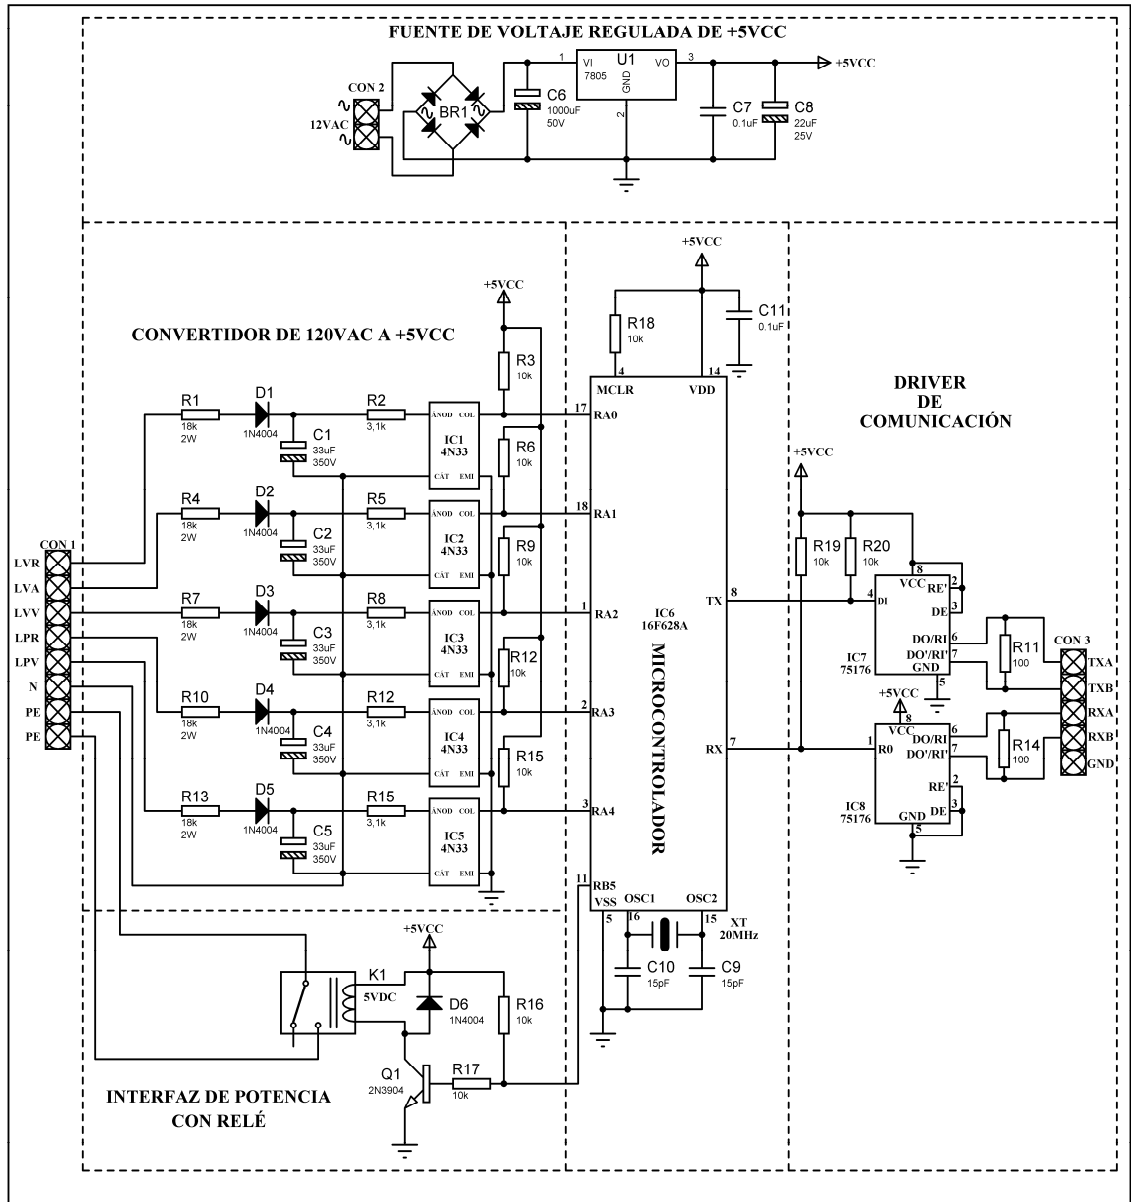 FUENTE DE VOLTAJE REGULADA DE +5VCC
CON 2
12VAC
BR1
C6
1000uF
50V
1
VI
U1
7805
GND
2
VO
3
C7
0.1uF
C8
22uF
25V
+5VCC
CONVERTIDOR DE 120VAC A +5VCC
+5VCC
R3
10k
R1
18k
2W
D1
1N4004
C1
33uF
350V
R2
3,1k
ÁNOD COL
IC1
4N33
CÁT EMI
R6
10k
R4
18k
2W
D2
1N4004
C2
33uF
350V
R5
3,1k
ÁNOD COL
IC2
4N33
CÁT EMI
R9
10k
R7
18k
2W
D3
1N4004
C3
33uF
350V
R8
3,1k
ÁNOD COL
IC3
4N33
CÁT EMI
R12
10k
R10
18k
2W
D4
1N4004
C4
33uF
350V
R12
3,1k
ÁNOD COL
IC4
4N33
CÁT EMI
R15
10k
R13
18k
2W
D5
1N4004
C5
33uF
350V
R15
3,1k
ÁNOD COL
IC5
4N33
CÁT EMI
CON 1
LVR
LVA
LVV
LPR
LPV
N
PE
PE
+5VCC
R18
10k
C11
0.1uF
4
MCLR
14
VDD
17
RA0
18
RA1
1
RA2
2
RA3
3
RA4
11
RB5
VSS
5
OSC1
16
OSC2
15
TX
8
RX
7
IC6
16F628A
MICROCONTROLADOR
XT
20MHz
C10
15pF
C9
15pF
DRIVER
DE
COMUNICACIÓN
+5VCC
R19
10k
R20
10k
8
VCC
RE'
2
DE
3
4
DI
DO/RI
6
DO'/RI'
7
GND
5
IC7
75176
R11
100
CON 3
TXA
TXB
RXA
RXB
GND
+5VCC
8
VCC
DO/RI
6
DO'/RI'
7
1
R0
RE'
2
DE
3
GND
5
IC8
75176
R14
100
+5VCC
K1
5VDC
D6
1N4004
R16
10k
Q1
2N3904
R17
10k
INTERFAZ DE POTENCIA
CON RELÉ